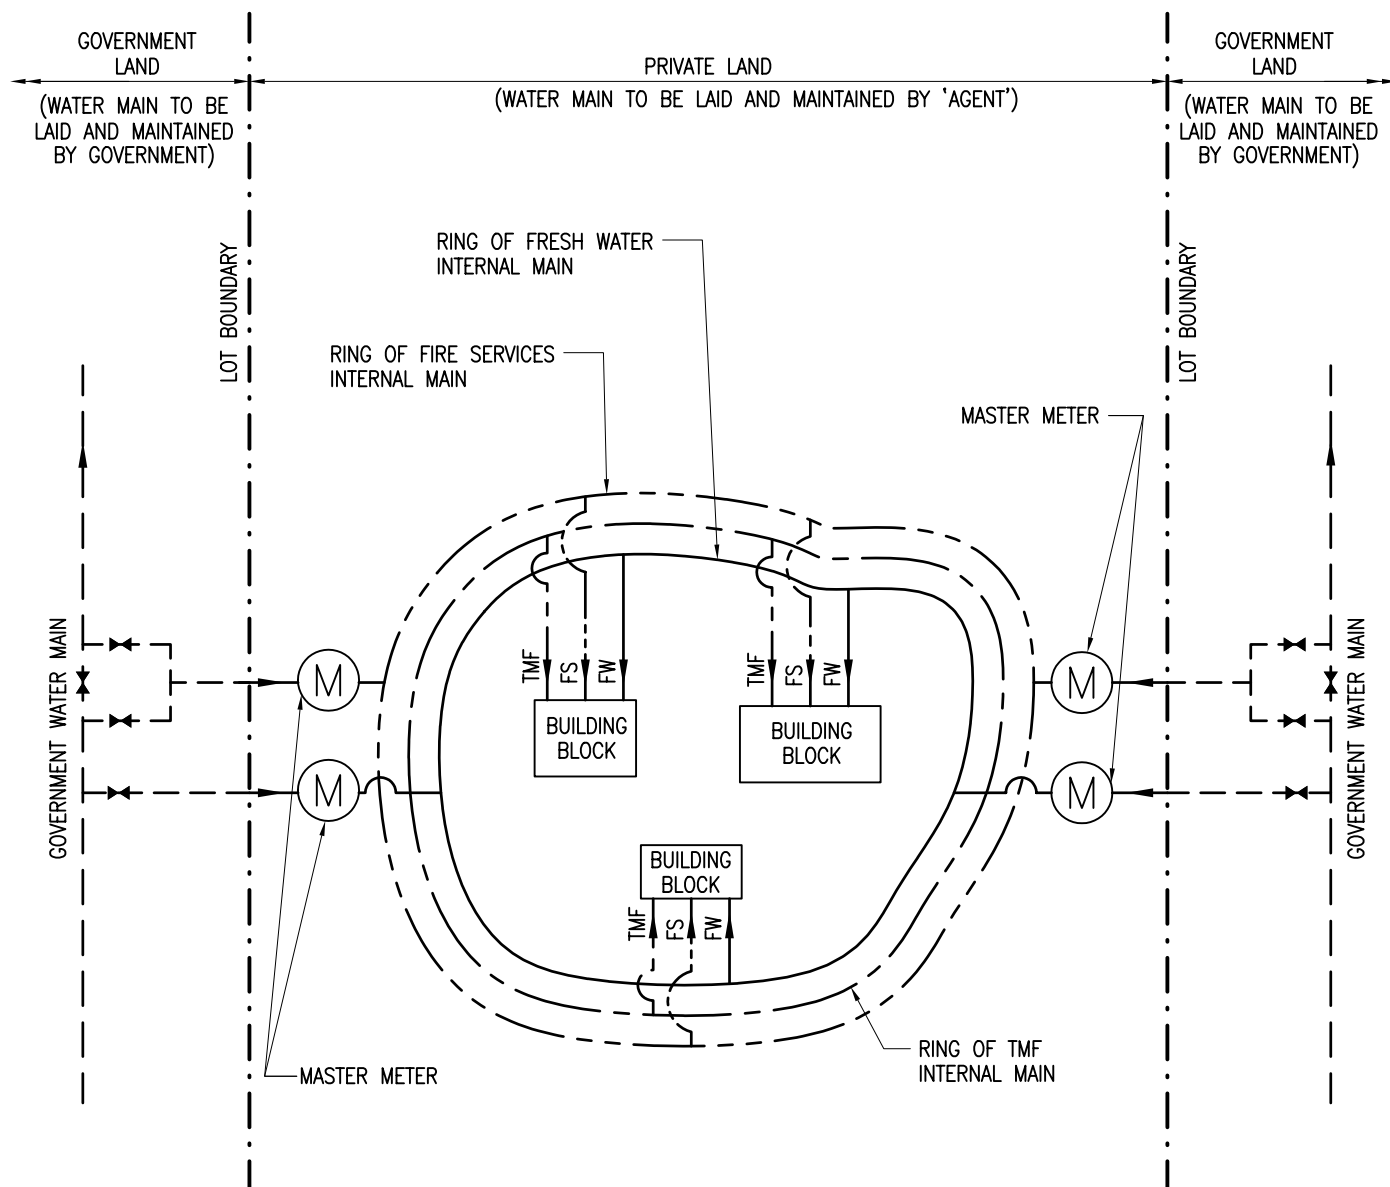 GOVERNMENT
LAND
(WATER MAIN TO BE
LAID AND MAINTAINED
BY GOVERNMENT)
PRIVATE LAND
(WATER MAIN TO BE LAID AND MAINTAINED BY 'AGENT')
GOVERNMENT
LAND
(WATER MAIN TO BE
LAID AND MAINTAINED
BY GOVERNMENT)
LOT BOUNDARY
LOT BOUNDARY
RING OF FRESH WATER
INTERNAL MAIN
RING OF FIRE SERVICES
INTERNAL MAIN
MASTER METER
GOVERNMENT WATER MAIN
M
M
TMF
FS
FW
BUILDING
BLOCK
TMF
FS
FW
BUILDING
BLOCK
M
M
GOVERNMENT WATER MAIN
BUILDING
BLOCK
TMF
FS
FW
RING OF TMF
INTERNAL MAIN
MASTER METER